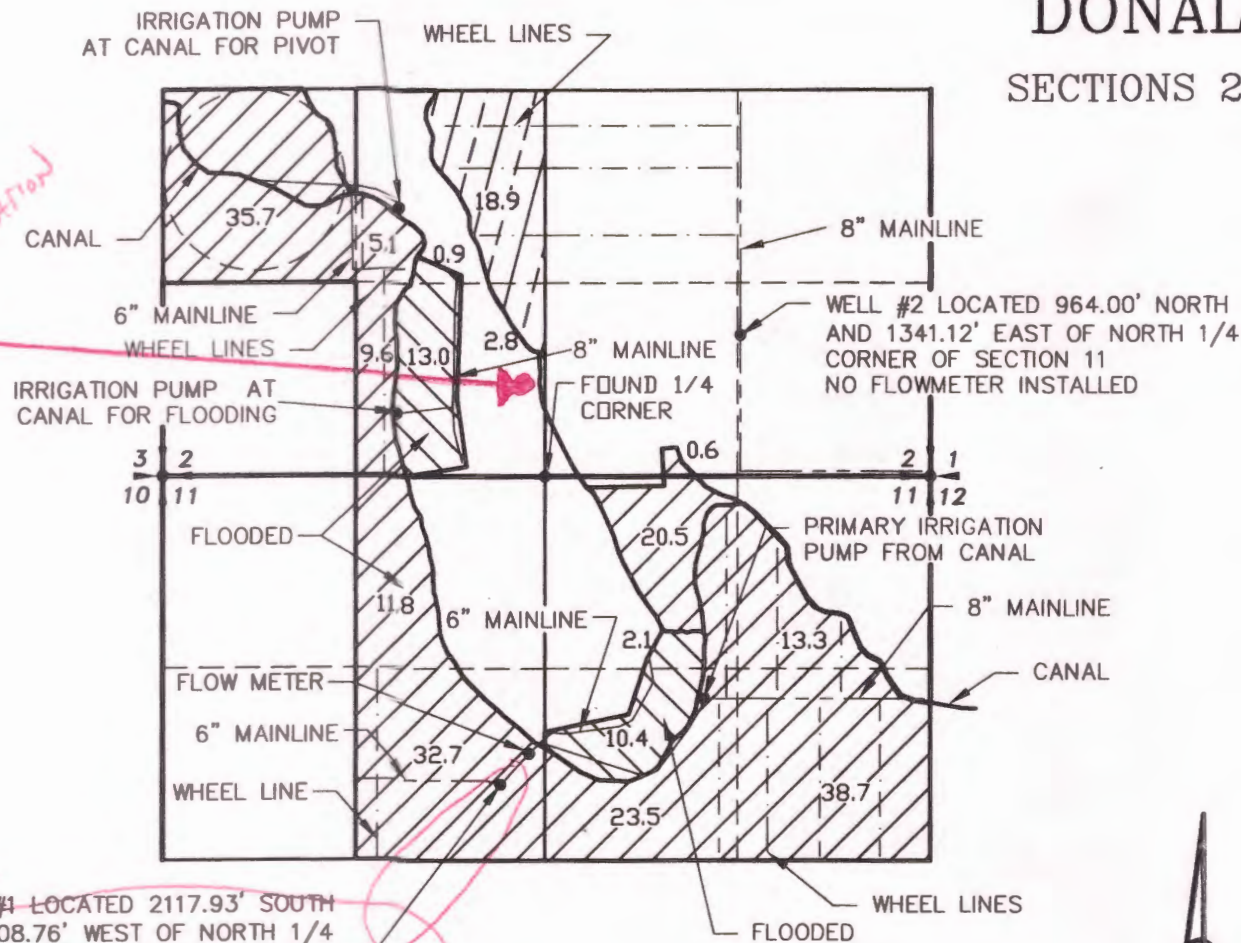 DONAL
SECTIONS 2
IRRIGATION PUMP
AT CANAL FOR PIVOT
WHEEL LINES
18.9
35.7
CANAL
5.1
0.9
8" MAINLINE
6" MAINLINE
WHEEL LINES
9.6
13.0
2.8
8" MAINLINE
WELL #2 LOCATED 964.00' NORTH
AND 1341.12' EAST OF NORTH 1/4
CORNER OF SECTION 11
NO FLOWMETER INSTALLED
IRRIGATION PUMP AT
CANAL FOR FLOODING
FOUND 1/4
CORNER
0.6
3 2
10 11
2 1
11 12
FLOODED
20.5
PRIMARY IRRIGATION
PUMP FROM CANAL
11.8
6" MAINLINE
2.1
13.3
8" MAINLINE
CANAL
FLOW METER
6" MAINLINE
32.7
10.4
WHEEL LINE
23.5
38.7
WHEEL LINES
FLOODED
#1 LOCATED 2117.93' SOUTH
08.76' WEST OF NORTH 1/4